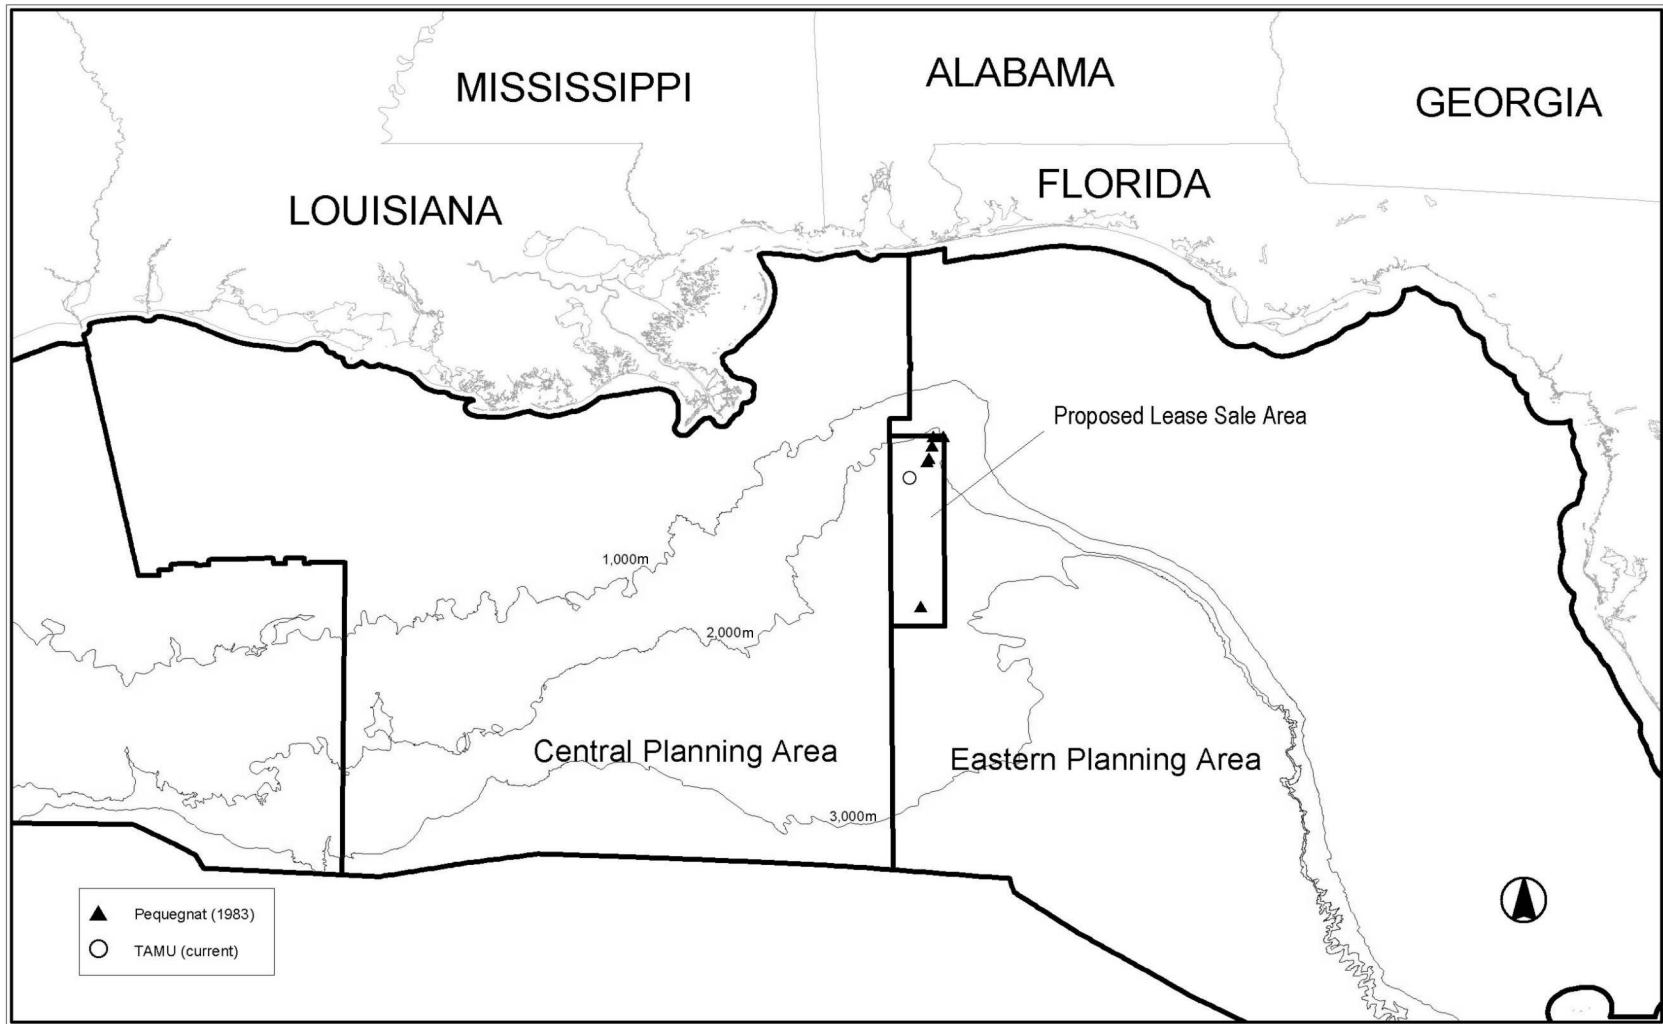 MISSISSIPPI
ALABAMA
GEORGIA
FLORIDA
LOUISIANA
Proposed Lease Sale Area
1,000m
2,000m
Central Planning Area
Eastern Planning Area
3,000m
Pequegnat (1983)
TAMU (current)